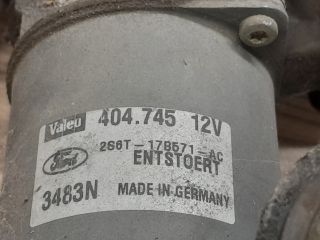 Valeo 404.745 12V
Ford 2S6T-17B571-AC
ENTSTOERT
3483N MADE IN GERMANY